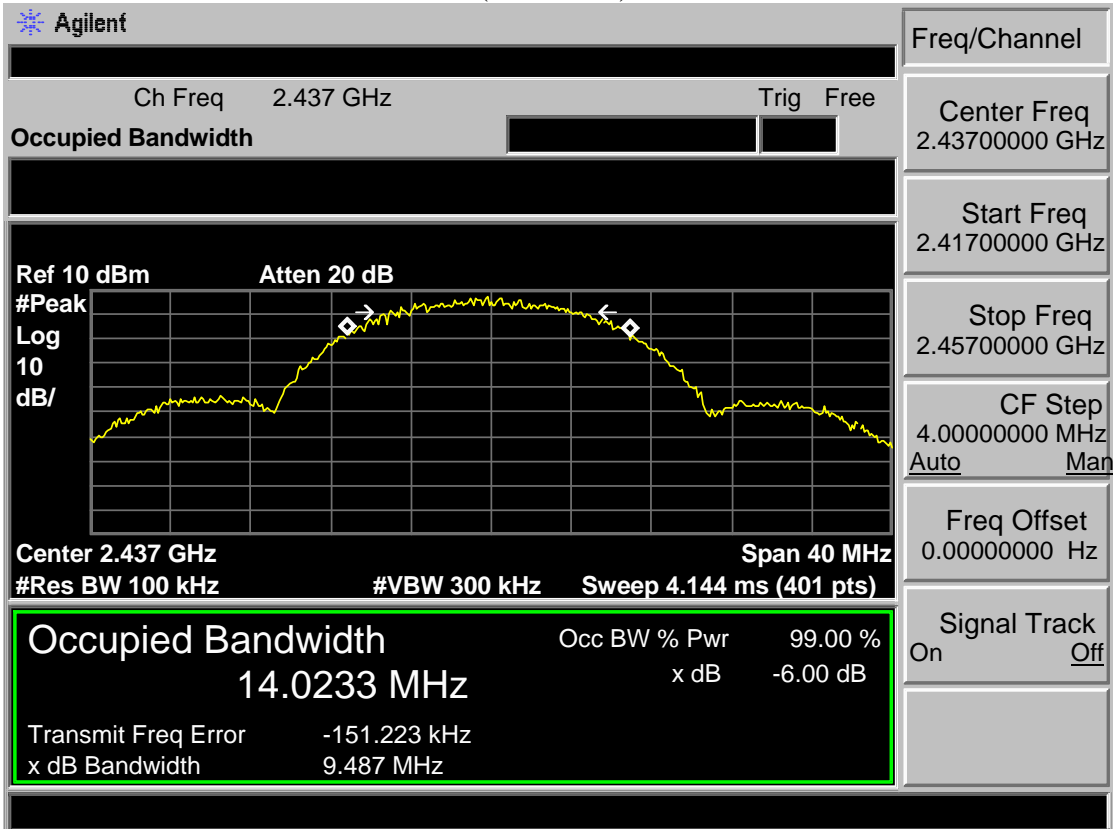 Agilent
Freq/Channel
Ch Freq 2.437 GHz Trig Free
Occupied Bandwidth
Center Freq
2.43700000 GHz
Start Freq
2.41700000 GHz
Stop Freq
2.45700000 GHz
CF Step
4.00000000 MHz
Auto Man
Freq Offset
0.00000000 Hz
Signal Track
On Off
Ref 10 dBm Atten 20 dB
#Peak
Log
10
dB/
Center 2.437 GHz Span 40 MHz
#Res BW 100 kHz #VBW 300 kHz Sweep 4.144 ms (401 pts)
Occupied Bandwidth Occ BW % Pwr 99.00 %
14.0233 MHz x dB -6.00 dB
Transmit Freq Error -151.223 kHz
x dB Bandwidth 9.487 MHz